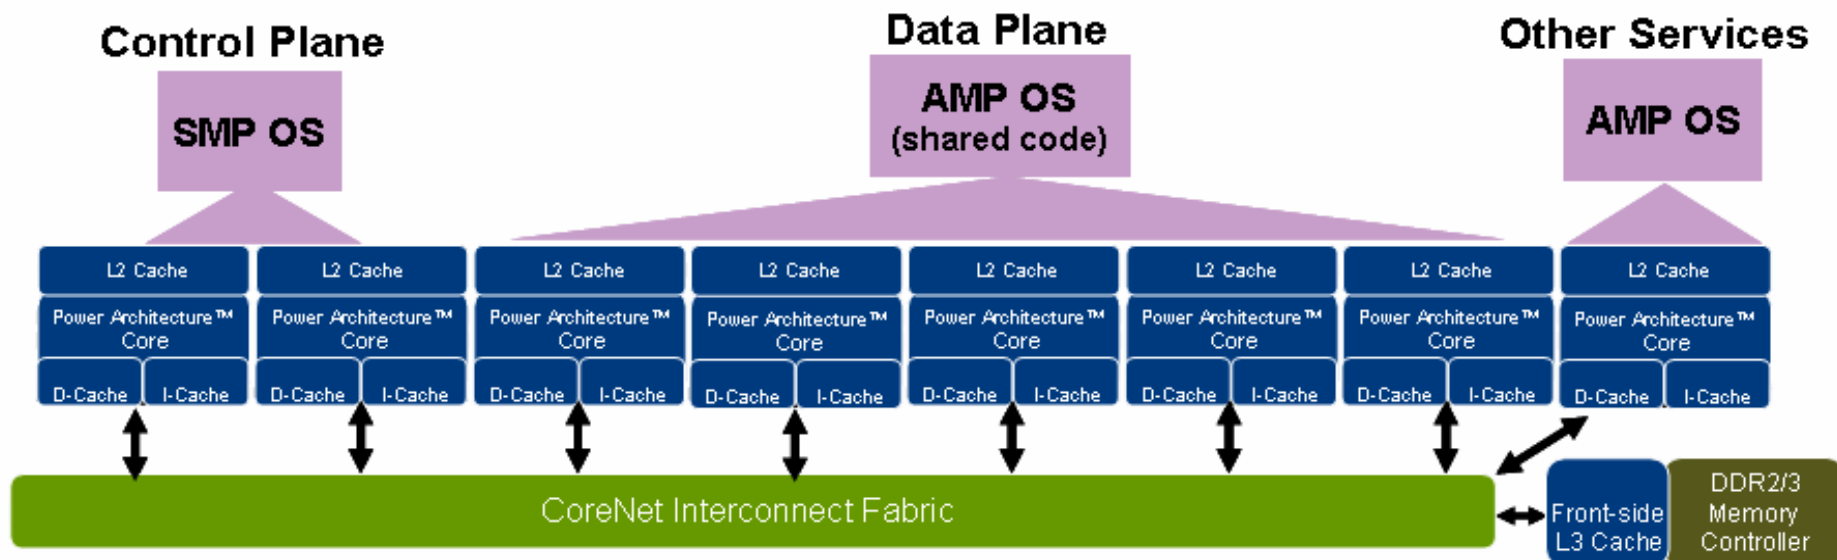 Control Plane
Data Plane
Other Services
SMP OS
AMP OS
(shared code)
AMP OS
L2 Cache
L2 Cache
L2 Cache
L2 Cache
L2 Cache
L2 Cache
L2 Cache
L2 Cache
Power Architecture™
Core
Power Architecture™
Core
Power Architecture™
Core
Power Architecture™
Core
Power Architecture™
Core
Power Architecture™
Core
Power Architecture™
Core
Power Architecture™
Core
D-Cache
I-Cache
D-Cache
I-Cache
D-Cache
I-Cache
D-Cache
I-Cache
D-Cache
I-Cache
D-Cache
I-Cache
D-Cache
I-Cache
D-Cache
I-Cache
CoreNet Interconnect Fabric
Front-side
L3 Cache
DDR2/3
Memory
Controller